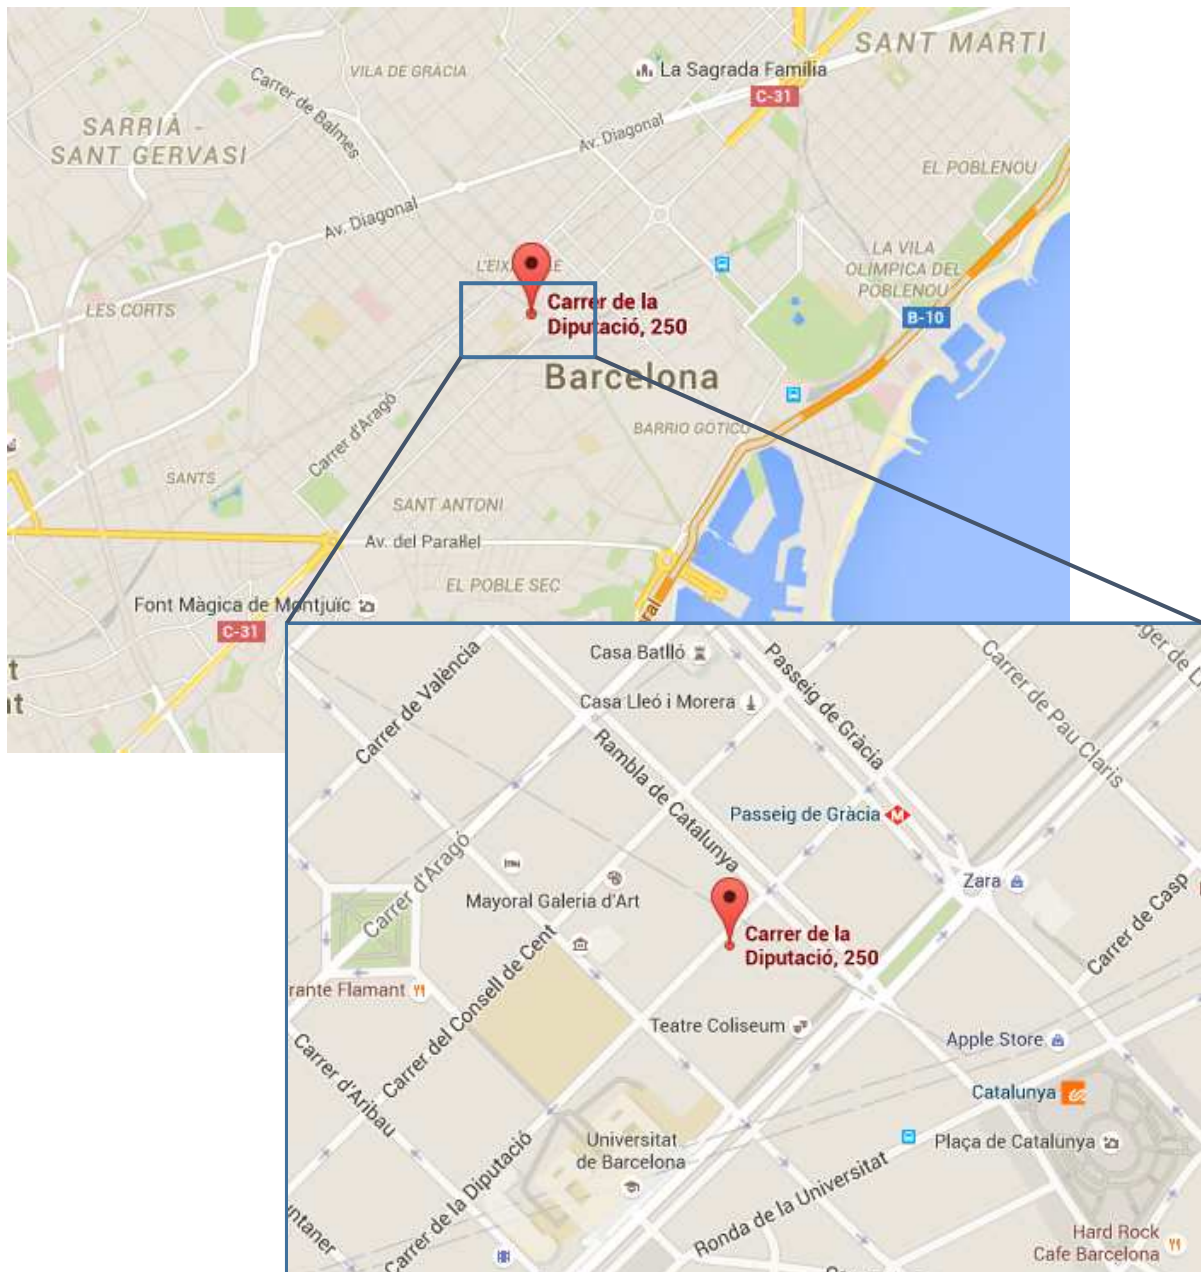 SANT MARTÍ
VILA DE GRÀCIA
La Sagrada Família
C-31
Carrer de Balmes
SARRIÀ -
SANT GERVASI
Av. Diagonal
EL POBLENOU
Av. Diagonal
LA VILA
OLÍMPICA DEL
POBLENOU
LES CORTS
Carrer de la
Diputació, 250
B-10
Barcelona
Carrer d'Aragó
BARRIO GÓTICO
SANTS
SANT ANTONI
Av. del Paral·lel
EL POBLE SEC
Font Màgica de Montjuïc
C-31
Casa Batlló
Casa Lleó i Morera
Carrer de València
Passeig de Gràcia
Carrer de Pau Claris
Rambla de Catalunya
Passeig de Gràcia
M
Carrer d'Aragó
Zara
Mayoral Galeria d'Art
Carrer de Casp
Carrer de la
Diputació, 250
Carrer del Consell de Cent
rante Flamant
Teatre Coliseum
Apple Store
Carrer d'Aribau
Catalunya
Universitat
de Barcelona
Plaça de Catalunya
Carrer de la Diputació
Ronda de la Universitat
untaner
Hard Rock
Cafe Barcelona